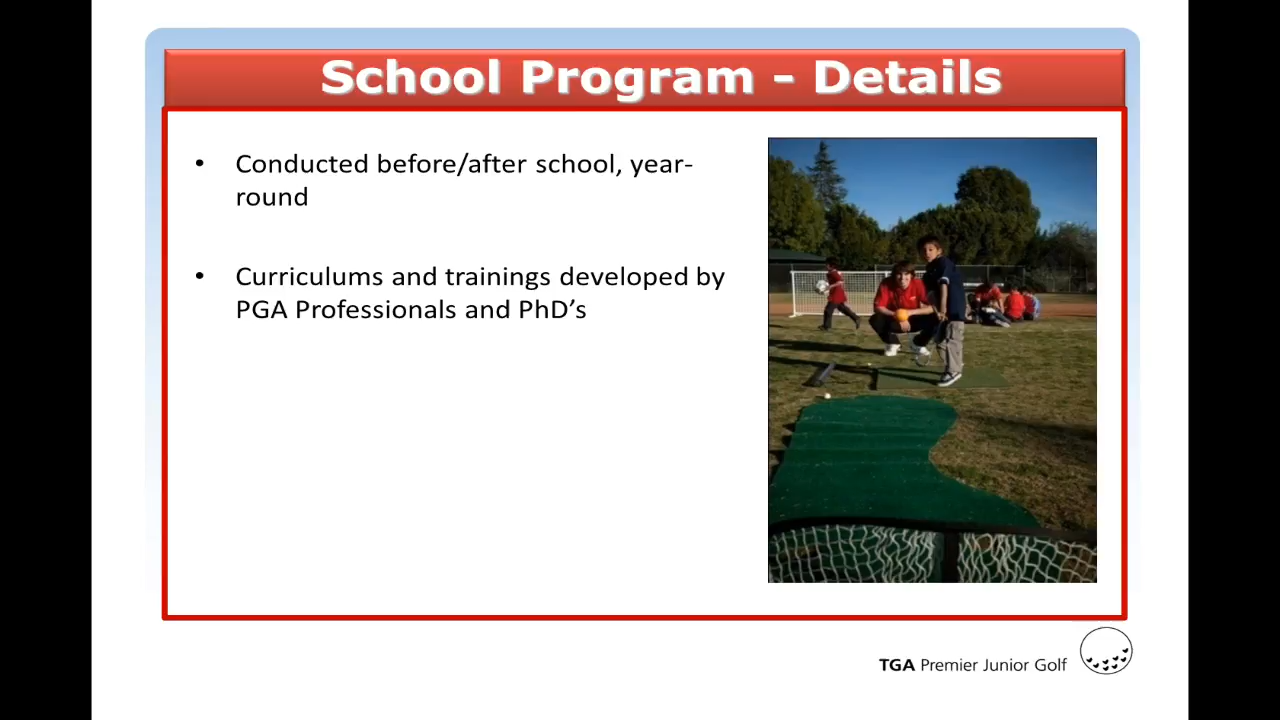 School Program - Details
• Conducted before/after school, year-
round
• Curriculums and trainings developed by
PGA Professionals and PhD’s
TGA Premier Junior Golf